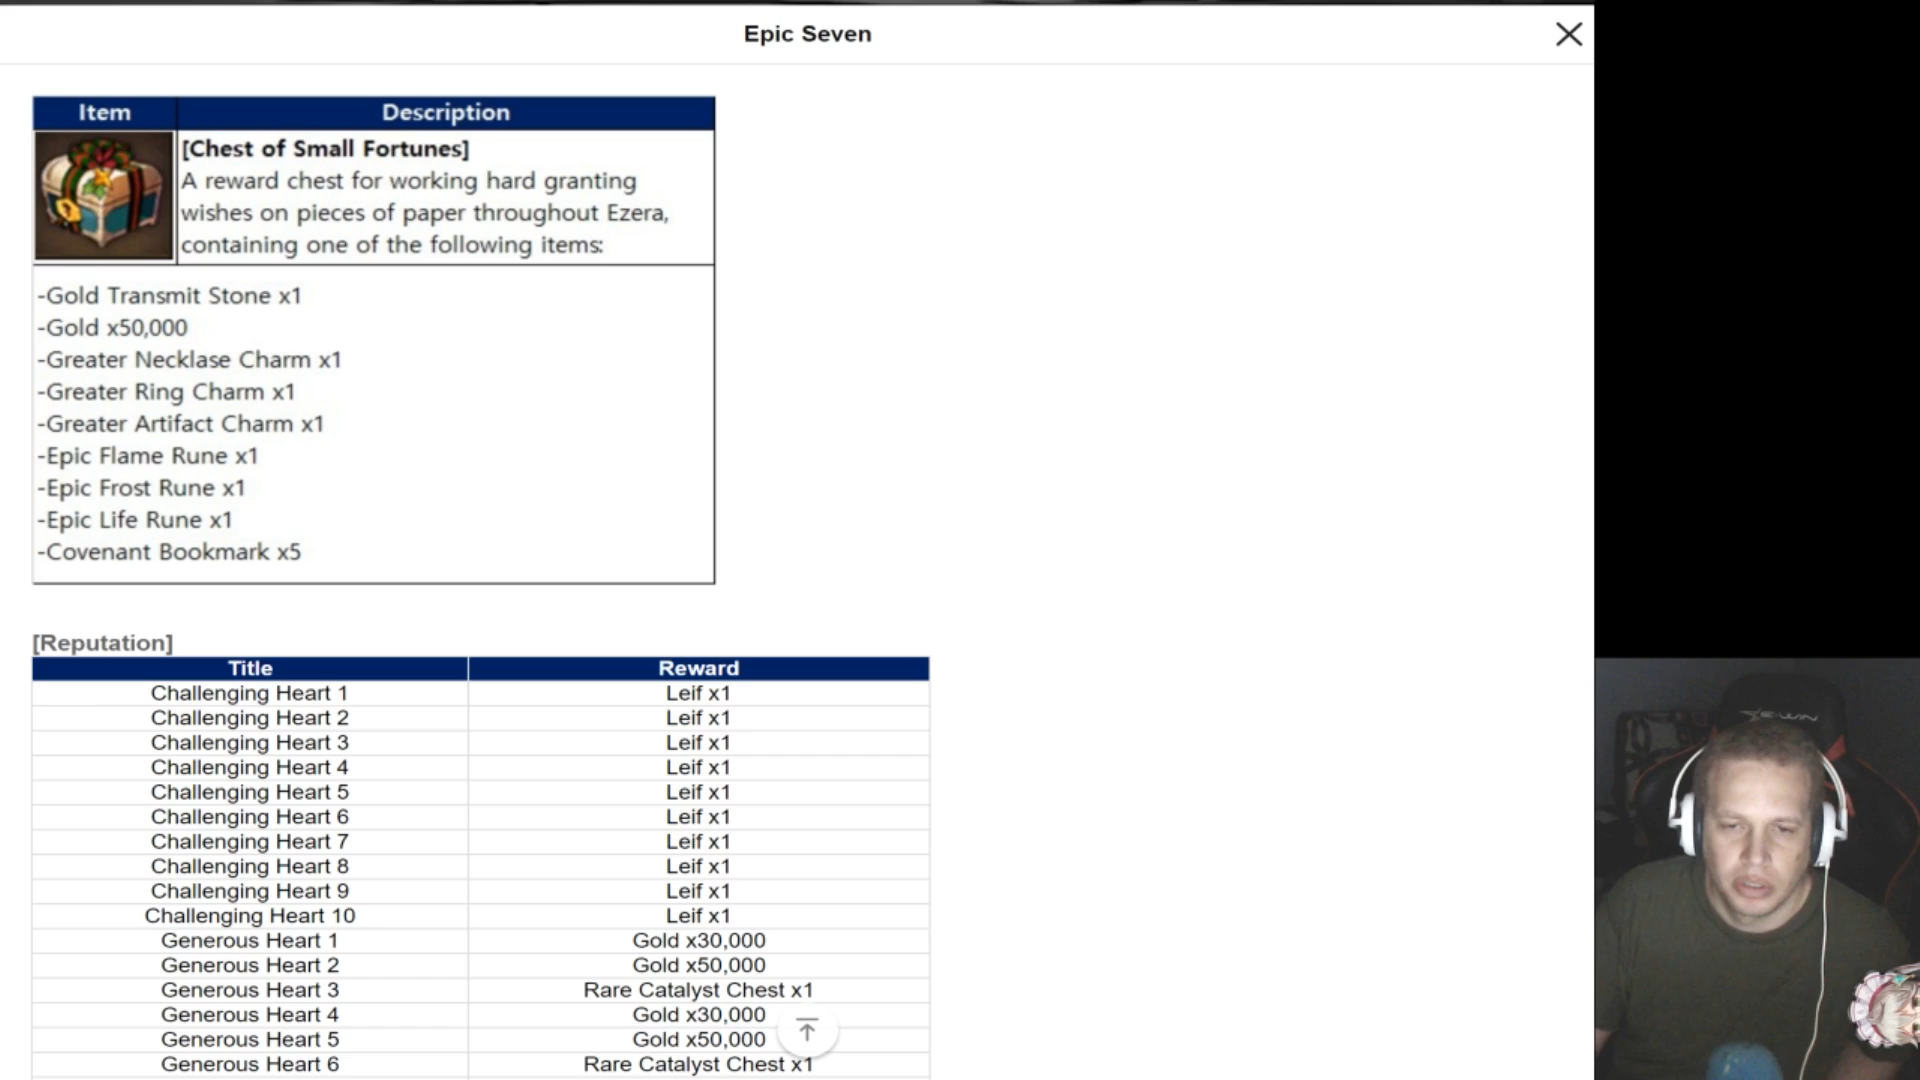 Epic Seven
Item Description
[Chest of Small Fortunes]
A reward chest for working hard granting
wishes on pieces of paper throughout Ezera,
containing one of the following items:
-Gold Transmit Stone x1
-Gold x50,000
-Greater Necklase Charm x1
-Greater Ring Charm x1
-Greater Artifact Charm x1
-Epic Flame Rune x1
-Epic Frost Rune x1
-Epic Life Rune x1
-Covenant Bookmark x5
[Reputation]
Title Reward
Challenging Heart 1 Leif x1
Challenging Heart 2 Leif x1
Challenging Heart 3 Leif x1
Challenging Heart 4 Leif x1
Challenging Heart 5 Leif x1
Challenging Heart 6 Leif x1
Challenging Heart 7 Leif x1
Challenging Heart 8 Leif x1
Challenging Heart 9 Leif x1
Challenging Heart 10 Leif x1
Generous Heart 1 Gold x30,000
Generous Heart 2 Gold x50,000
Generous Heart 3 Rare Catalyst Chest x1
Generous Heart 4 Gold x30,000
Generous Heart 5 Gold x50,000
Generous Heart 6 Rare Catalyst Chest x1
E-WIN